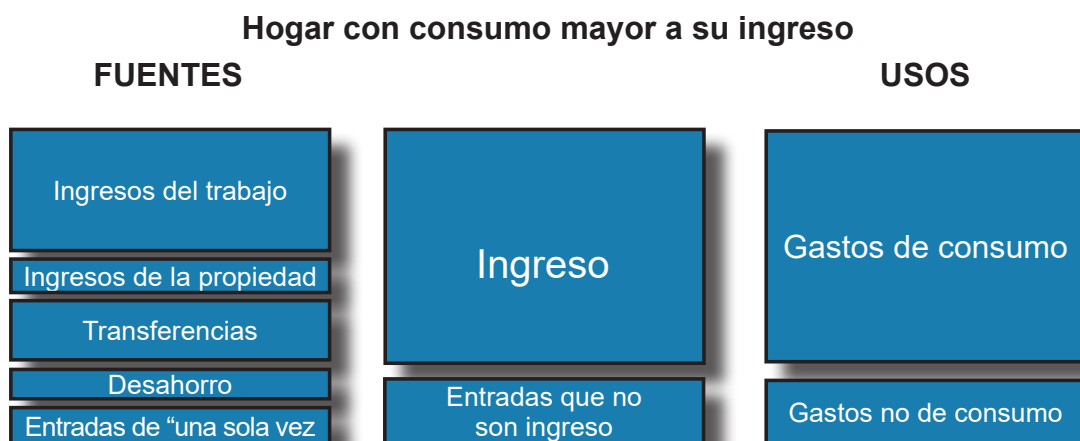 Hogar con consumo mayor a su ingreso
FUENTES
USOS
Ingresos del trabajo
Ingresos de la propiedad
Transferencias
Desahorro
Entradas de “una sola vez
Ingreso
Entradas que no
son ingreso
Gastos de consumo
Gastos no de consumo